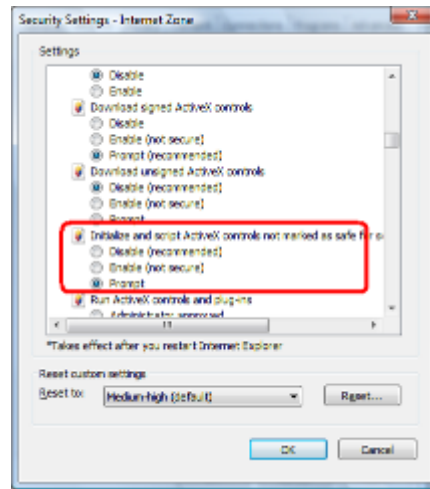 Security Settings - Internet Zone
Settings
Disable
Enable
Download signed ActiveX controls
Disable
Enable (not secure)
Prompt (recommended)
Download unsigned ActiveX controls
Disable (recommended)
Enable (not secure)
Prompt
Initialize and script ActiveX controls not marked as safe for s
Disable (recommended)
Enable (not secure)
Prompt
Run ActiveX controls and plug-ins
Administrator approved
*Takes effect after you restart Internet Explorer
Reset custom settings
Reset to:
Medium-high (default)
Reset...
OK
Cancel